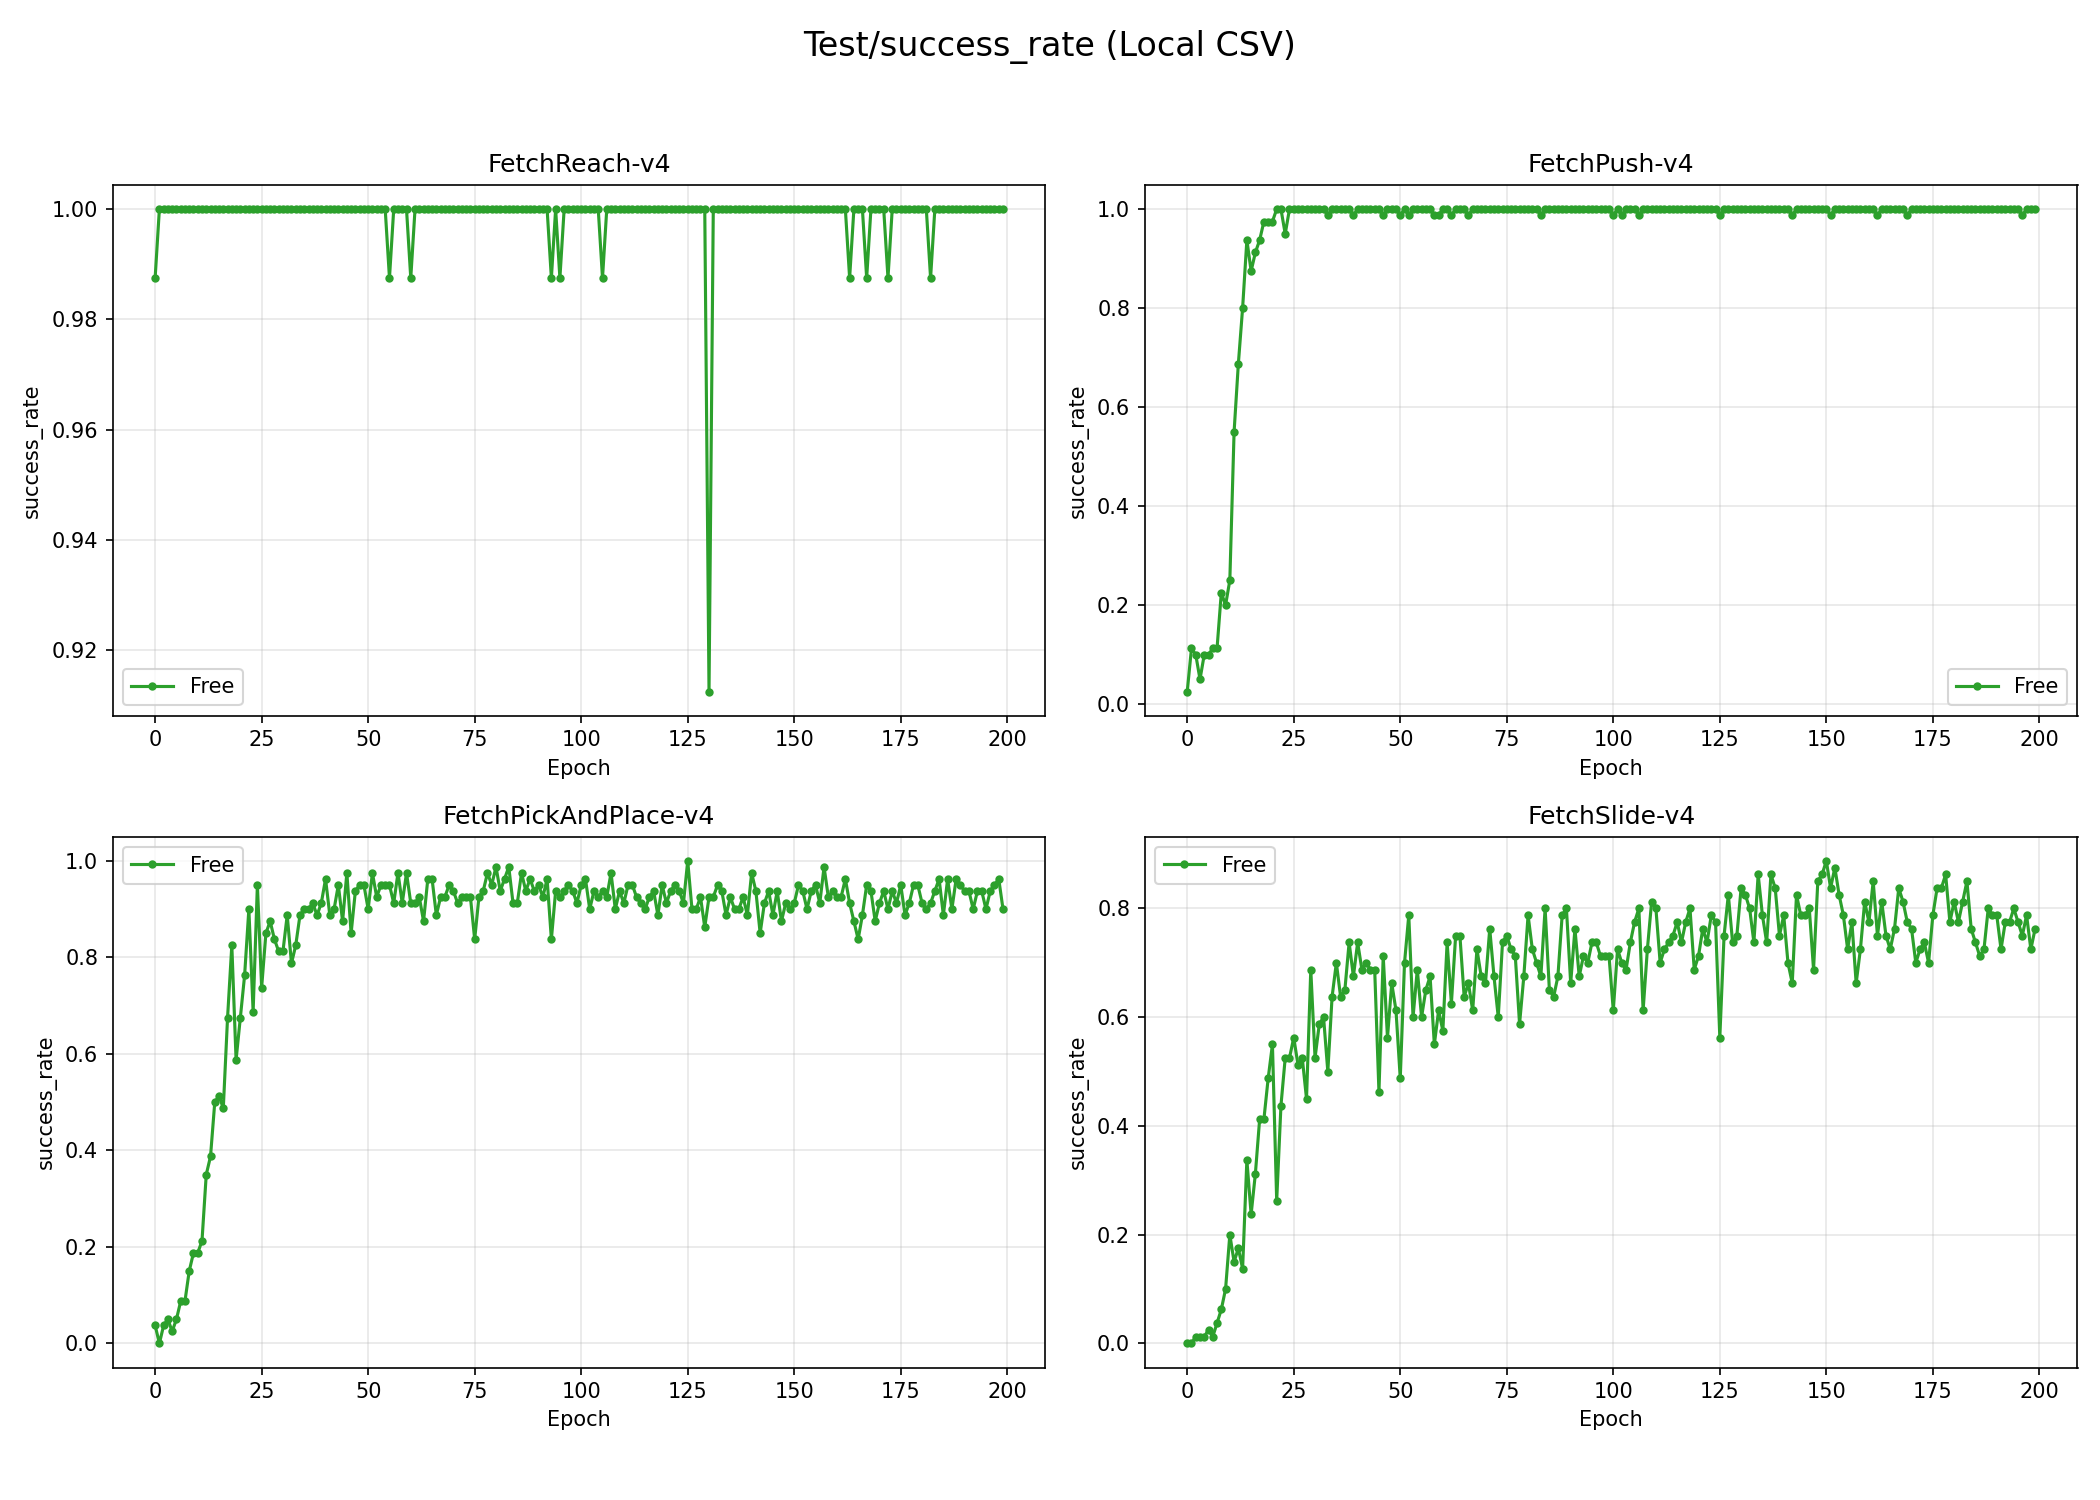 Test/success_rate (Local CSV)
FetchReach-v4
1.00
0.98
0.96
0.94
0.92
success_rate
Free
0 25 50 75 100 125 150 175 200
Epoch
FetchPush-v4
1.0
0.8
0.6
0.4
0.2
0.0
success_rate
Free
0 25 50 75 100 125 150 175 200
Epoch
FetchPickAndPlace-v4
Free
1.0
0.8
0.6
0.4
0.2
0.0
success_rate
0 25 50 75 100 125 150 175 200
Epoch
FetchSlide-v4
Free
0.8
0.6
0.4
0.2
0.0
success_rate
0 25 50 75 100 125 150 175 200
Epoch